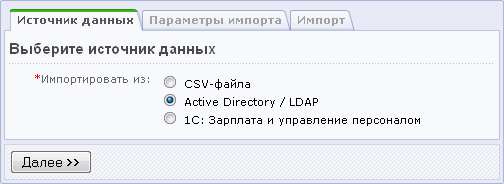 Источник данных Параметры импорта Импорт
Выберите источник данных
*Импортировать из: CSV-файла
Active Directory / LDAP
1С: Зарплата и управление персоналом
Далее >>